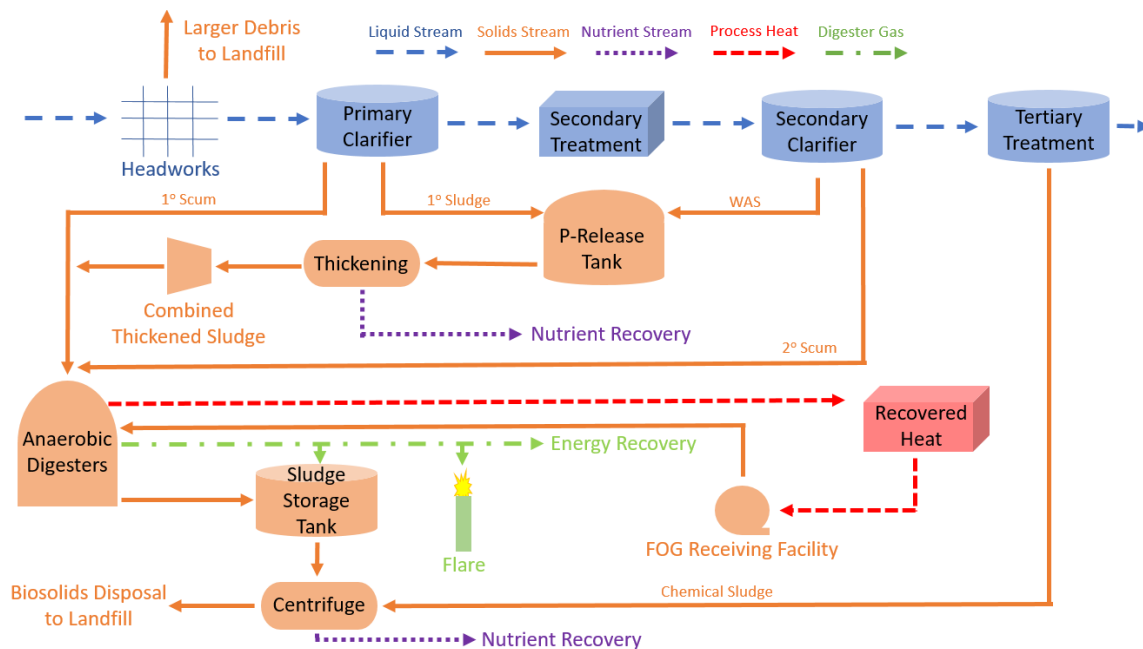 Larger Debris
to Landfill
Liquid Stream
Solids Stream
Nutrient Stream
Process Heat
Digester Gas
Headworks
Primary
Clarifier
Secondary
Treatment
Secondary
Clarifier
Tertiary
Treatment
1° Scum
1° Sludge
WAS
P-Release
Tank
Thickening
Combined
Thickened Sludge
Nutrient Recovery
2° Scum
Anaerobic
Digesters
Recovered
Heat
Energy Recovery
Sludge
Storage
Tank
Flare
FOG Receiving Facility
Biosolids Disposal
to Landfill
Centrifuge
Chemical Sludge
Nutrient Recovery